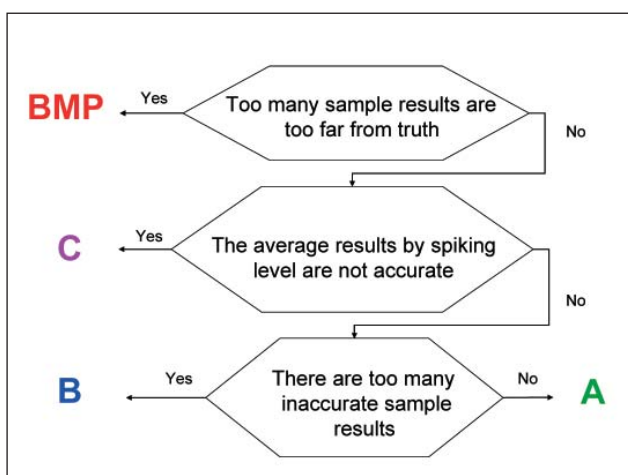 Yes
BMP
Too many sample results are
too far from truth
No
Yes
C
The average results by spiking
level are not accurate
No
Yes
B
There are too many
inaccurate sample
results
No
A